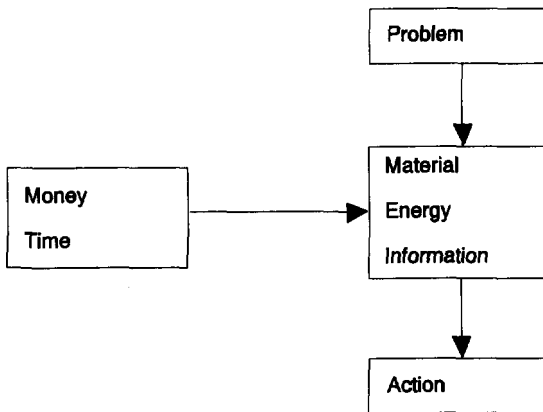 Problem
Material
Energy
Information
Money
Time
Action